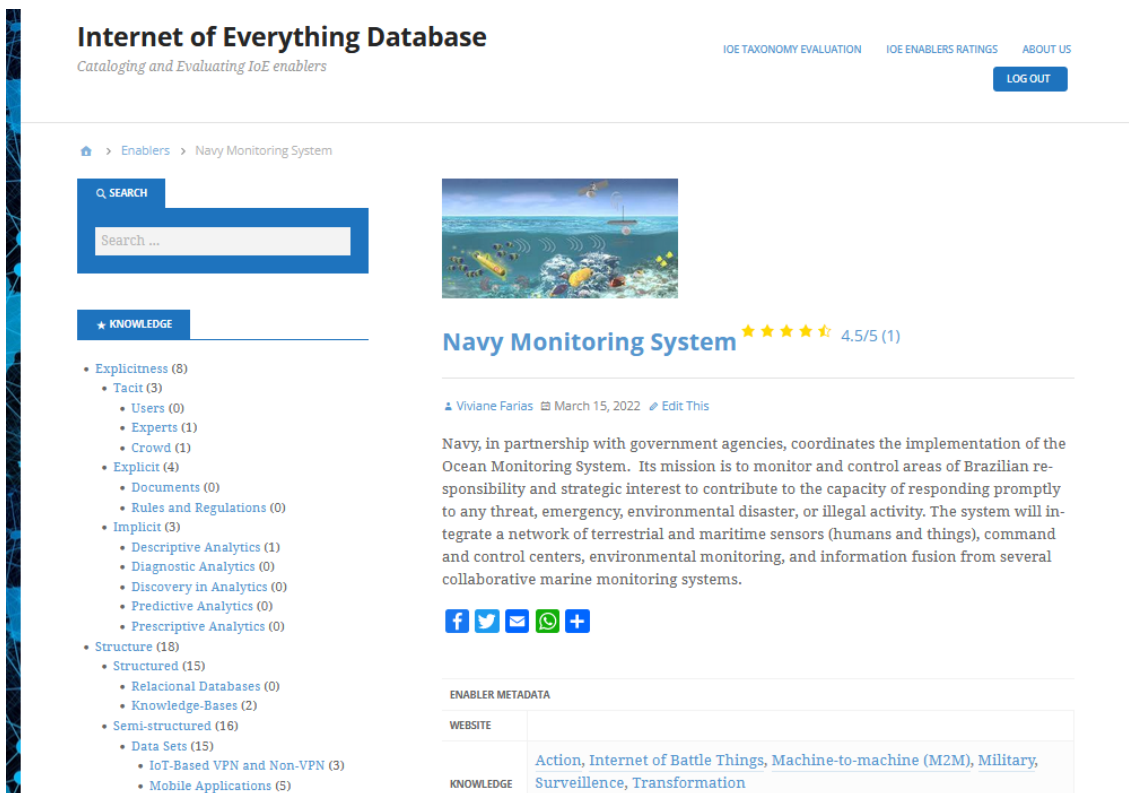 Internet of Everything Database
Cataloging and Evaluating IoE enablers
IOE TAXONOMY EVALUATION IOE ENABLERS RATINGS ABOUT US
LOG OUT
> Enablers > Navy Monitoring System
SEARCH
Search ...
KNOWLEDGE
• Explicitness (8)
• Tacit (3)
• Users (0)
• Experts (1)
• Crowd (1)
• Explicit (4)
• Documents (0)
• Rules and Regulations (0)
• Implicit (3)
• Descriptive Analytics (1)
• Diagnostic Analytics (0)
• Discovery in Analytics (0)
• Predictive Analytics (0)
• Prescriptive Analytics (0)
• Structure (18)
• Structured (15)
• Relacional Databases (0)
• Knowledge-Bases (2)
• Semi-structured (16)
• Data Sets (15)
• IoT-Based VPN and Non-VPN (3)
• Mobile Applications (5)
Navy Monitoring System 4.5/5 (1)
Viviane Farias March 15, 2022 Edit This
Navy, in partnership with government agencies, coordinates the implementation of the
Ocean Monitoring System. Its mission is to monitor and control areas of Brazilian re-
sponsibility and strategic interest to contribute to the capacity of responding promptly
to any threat, emergency, environmental disaster, or illegal activity. The system will in-
tegrate a network of terrestrial and maritime sensors (humans and things), command
and control centers, environmental monitoring, and information fusion from several
collaborative marine monitoring systems.
ENABLER METADATA
WEBSITE
KNOWLEDGE
Action, Internet of Battle Things, Machine-to-machine (M2M), Military,
Surveillence, Transformation